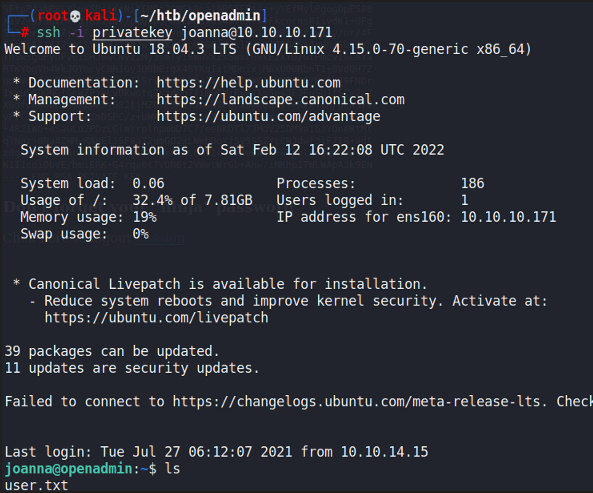 ┌──(root💀kali)-[~/htb/openadmin]
└─# ssh -i privatekey joanna@10.10.10.171
Welcome to Ubuntu 18.04.3 LTS (GNU/Linux 4.15.0-70-generic x86_64)
* Documentation:  https://help.ubuntu.com
* Management:     https://landscape.canonical.com
* Support:        https://ubuntu.com/advantage
System information as of Sat Feb 12 16:22:08 UTC 2022
System load:  0.06              Processes:             186
Usage of /:   32.4% of 7.81GB   Users logged in:       1
Memory usage: 19%               IP address for ens160: 10.10.10.171
Swap usage:   0%
* Canonical Livepatch is available for installation.
- Reduce system reboots and improve kernel security. Activate at:
https://ubuntu.com/livepatch
39 packages can be updated.
11 updates are security updates.
Failed to connect to https://changelogs.ubuntu.com/meta-release-lts. Check
Last login: Tue Jul 27 06:12:07 2021 from 10.10.14.15
joanna@openadmin:~$ ls
user.txt